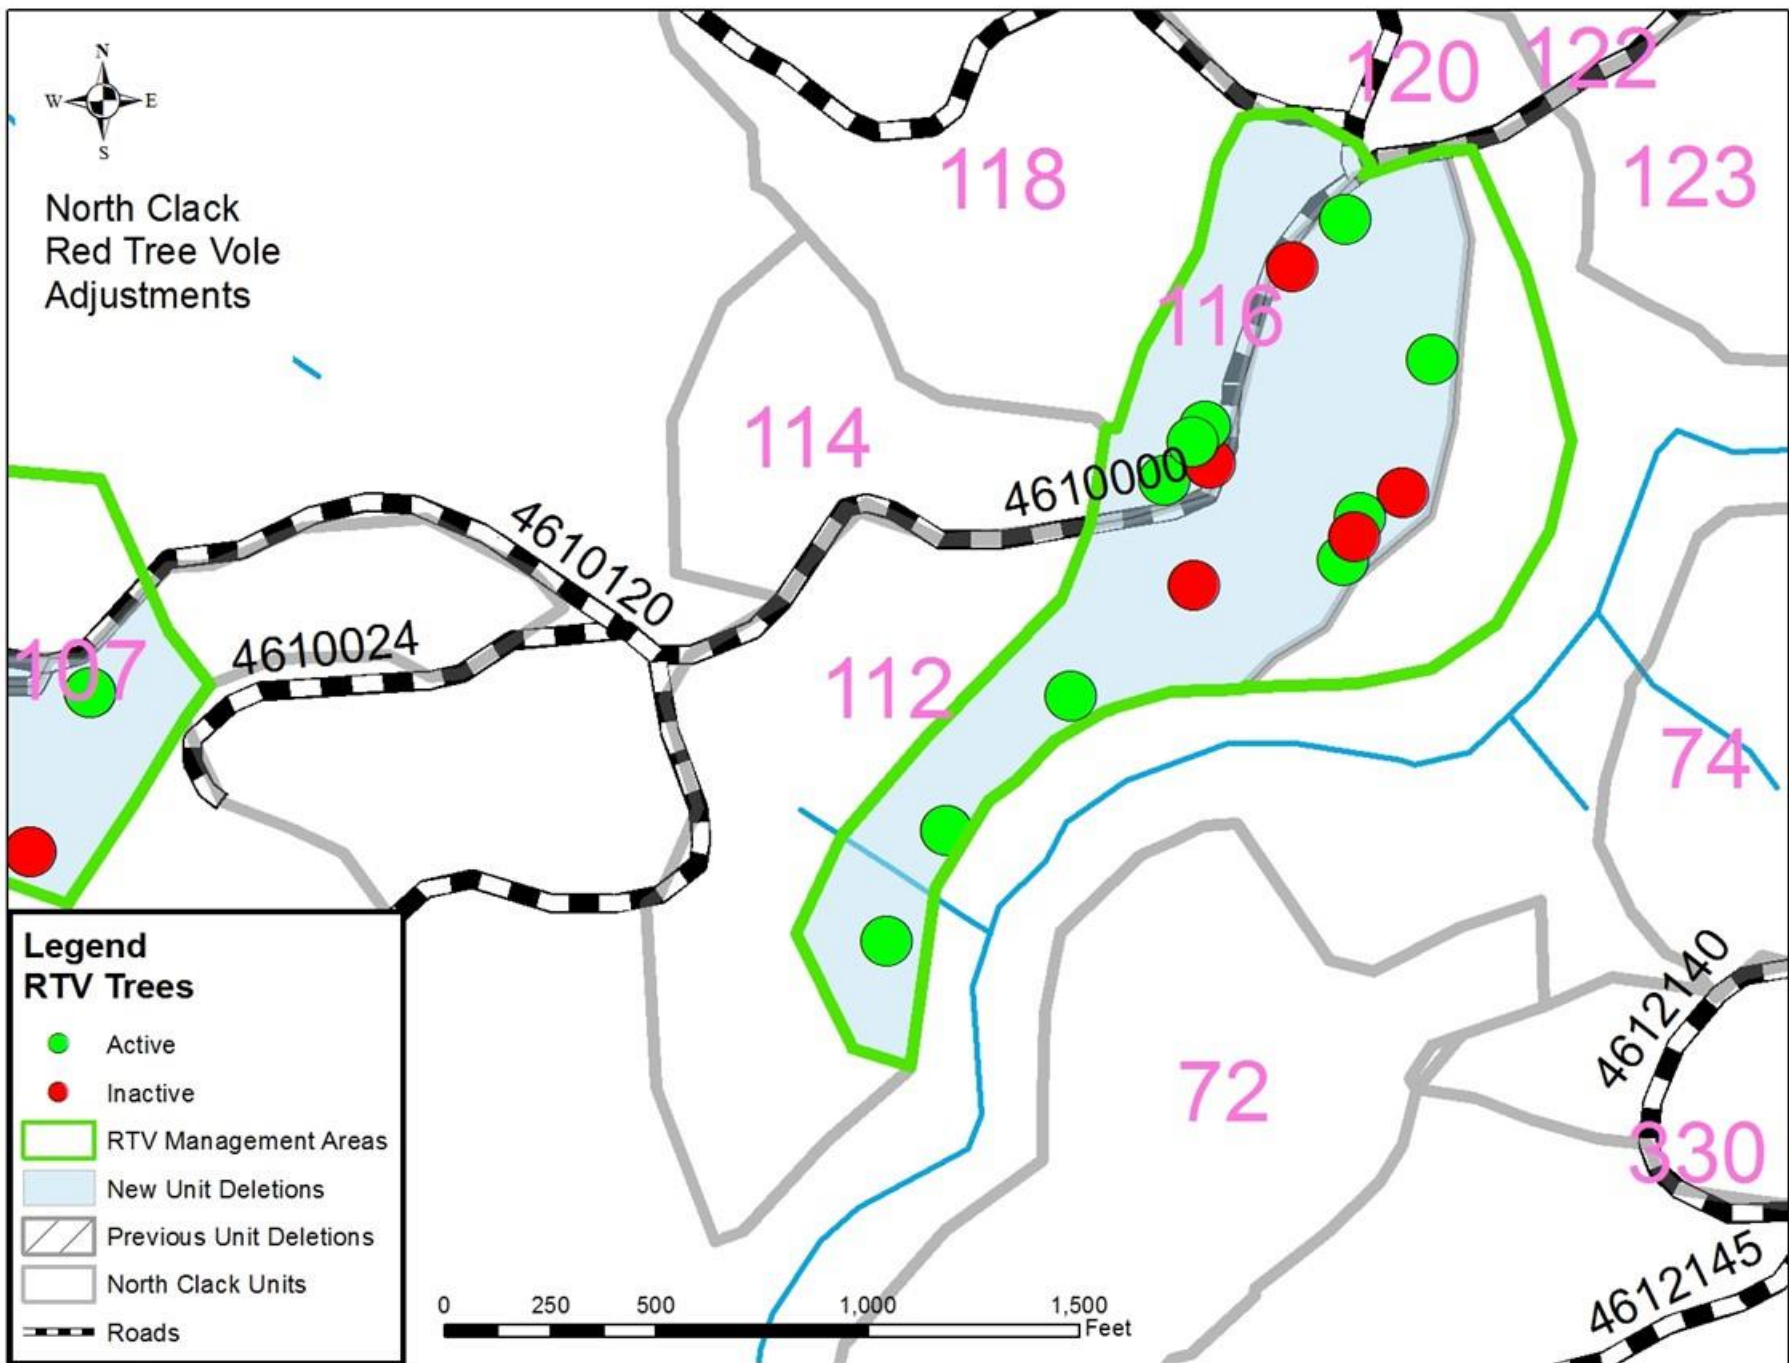 N
W
E
S
North Clack
Red Tree Vole
Adjustments
120
122
118
123
116
114
4610000
4610120
4610024
107
112
74
72
4612140
330
4612145
Legend
RTV Trees
Active
Inactive
RTV Management Areas
New Unit Deletions
Previous Unit Deletions
North Clack Units
Roads
0 250 500 1,000 1,500
Feet